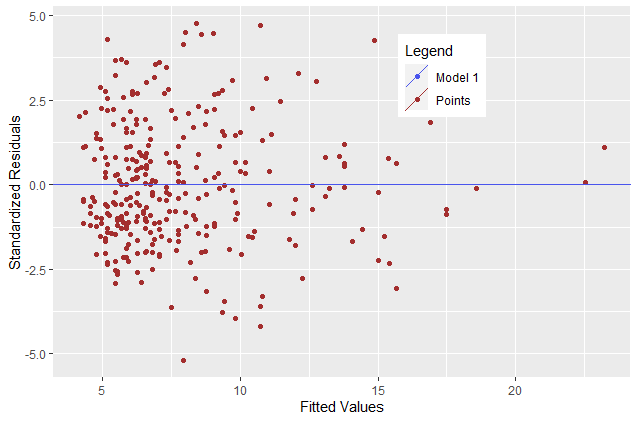 5.0
2.5
0.0
-2.5
-5.0
Standardized Residuals
Legend
Model 1
Points
5
10
15
20
Fitted Values